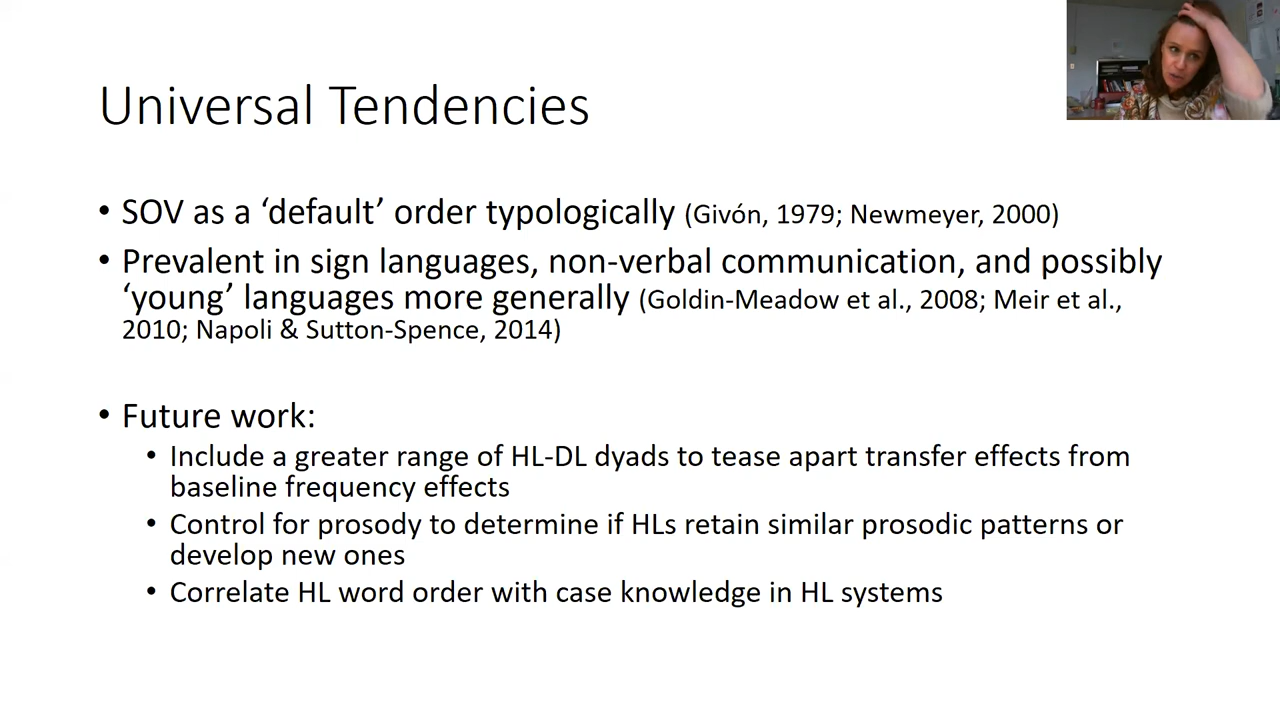 Universal Tendencies
• SOV as a ‘default’ order typologically (Givón, 1979; Newmeyer, 2000)
• Prevalent in sign languages, non-verbal communication, and possibly
‘young’ languages more generally (Goldin-Meadow et al., 2008; Meir et al.,
2010; Napoli & Sutton-Spence, 2014)
• Future work:
• Include a greater range of HL-DL dyads to tease apart transfer effects from
baseline frequency effects
• Control for prosody to determine if HLs retain similar prosodic patterns or
develop new ones
• Correlate HL word order with case knowledge in HL systems